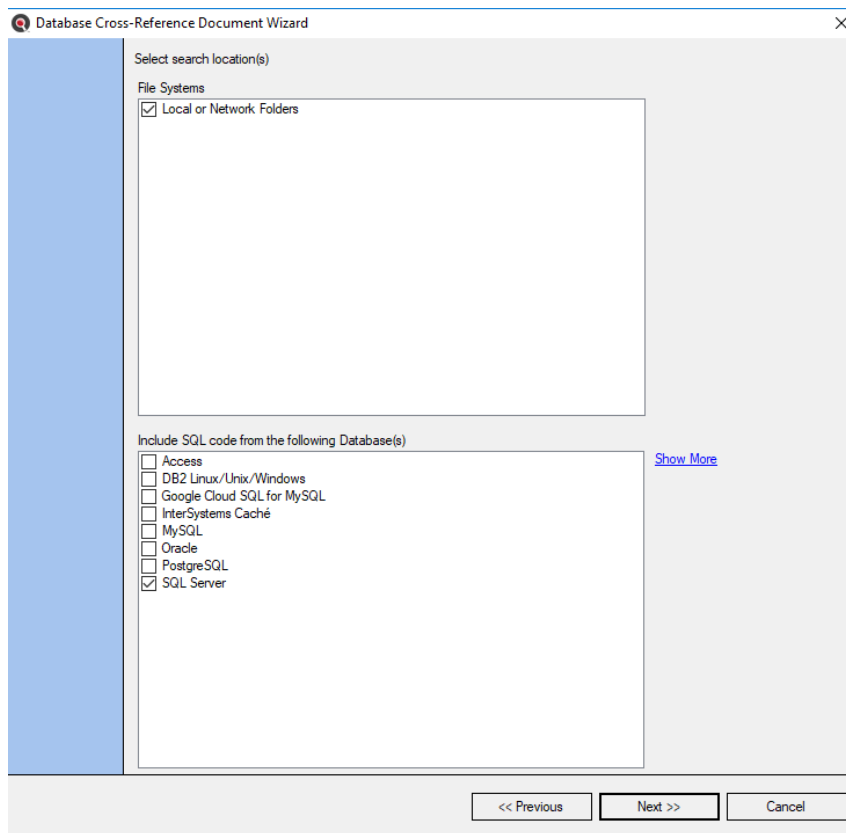 Database Cross-Reference Document Wizard
Select search location(s)
File Systems
Local or Network Folders
Include SQL code from the following Database(s)
Access
Show More
DB2 Linux/Unix/Windows
Google Cloud SQL for MySQL
InterSystems Caché
MySQL
Oracle
PostgreSQL
SQL Server
<< Previous
Next >>
Cancel